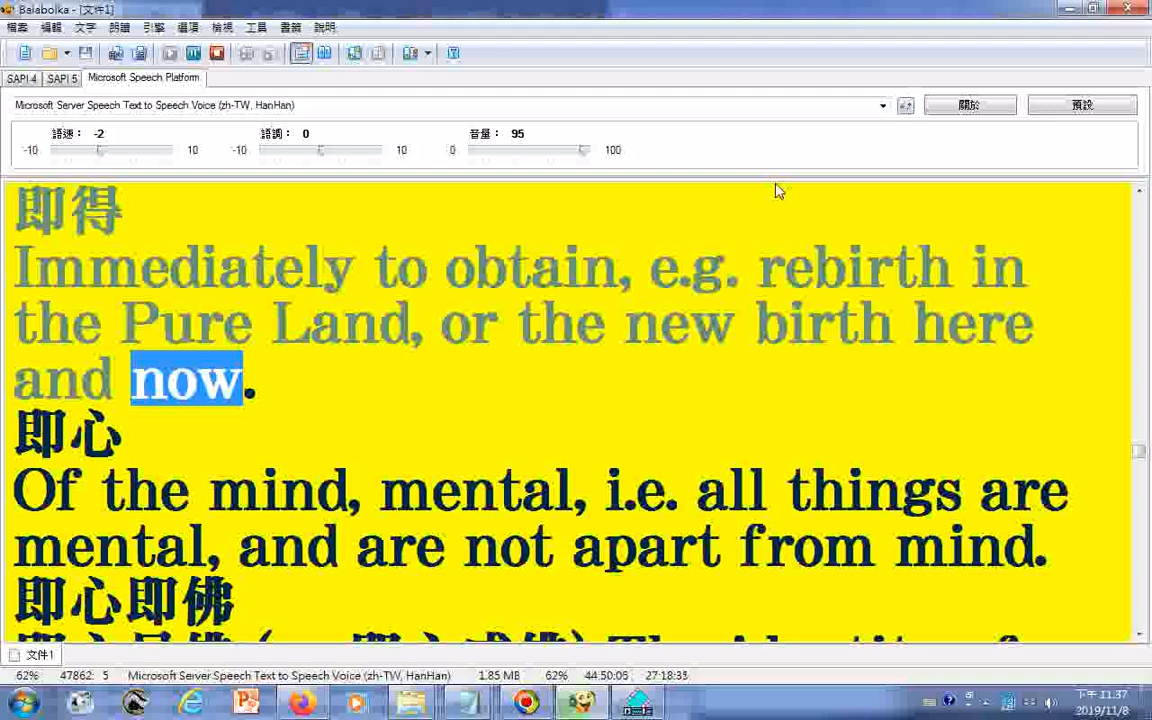 Balabolka - [文件1]
檔案 編輯 文字 朗讀 引擎 選項 檢視 工具 書籤 說明
SAPI 4 SAPI 5 Microsoft Speech Platform
Microsoft Server Speech Text to Speech Voice (zh-TW, HanHan) 關於 預設
語速: -2 語調: 0 音量: 95
-10 10 -10 10 0 100
即得
Immediately to obtain, e.g. rebirth in
the Pure Land, or the new birth here
and now.
即心
Of the mind, mental, i.e. all things are
mental, and are not apart from mind.
即心即佛
文件1
62% 47862: 5 Microsoft Server Speech Text to Speech Voice (zh-TW, HanHan) 1.85 MB 62% 44:50:05 27:18:33
下午 11:37
2019/11/8